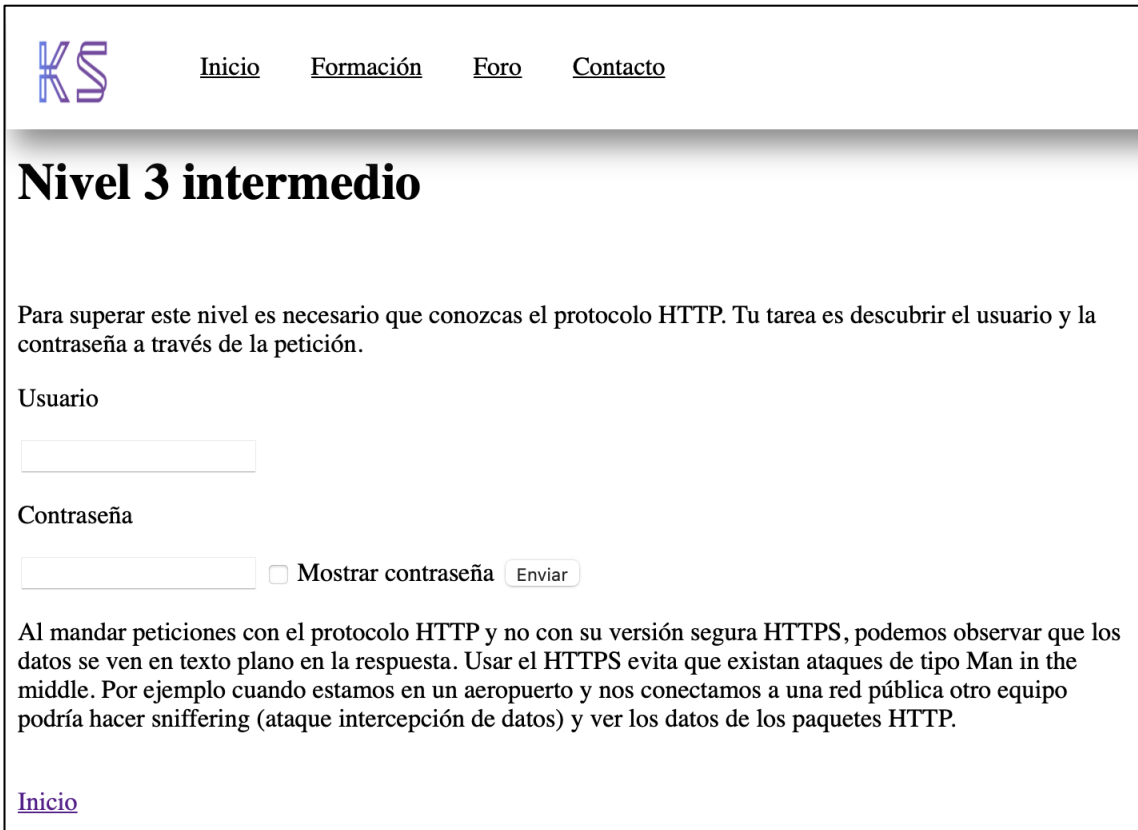 KS
Inicio Formación Foro Contacto
Nivel 3 intermedio
Para superar este nivel es necesario que conozcas el protocolo HTTP. Tu tarea es descubrir el usuario y la
contraseña a través de la petición.
Usuario
Contraseña
Mostrar contraseña Enviar
Al mandar peticiones con el protocolo HTTP y no con su versión segura HTTPS, podemos observar que los
datos se ven en texto plano en la respuesta. Usar el HTTPS evita que existan ataques de tipo Man in the
middle. Por ejemplo cuando estamos en un aeropuerto y nos conectamos a una red pública otro equipo
podría hacer sniffering (ataque intercepción de datos) y ver los datos de los paquetes HTTP.
Inicio